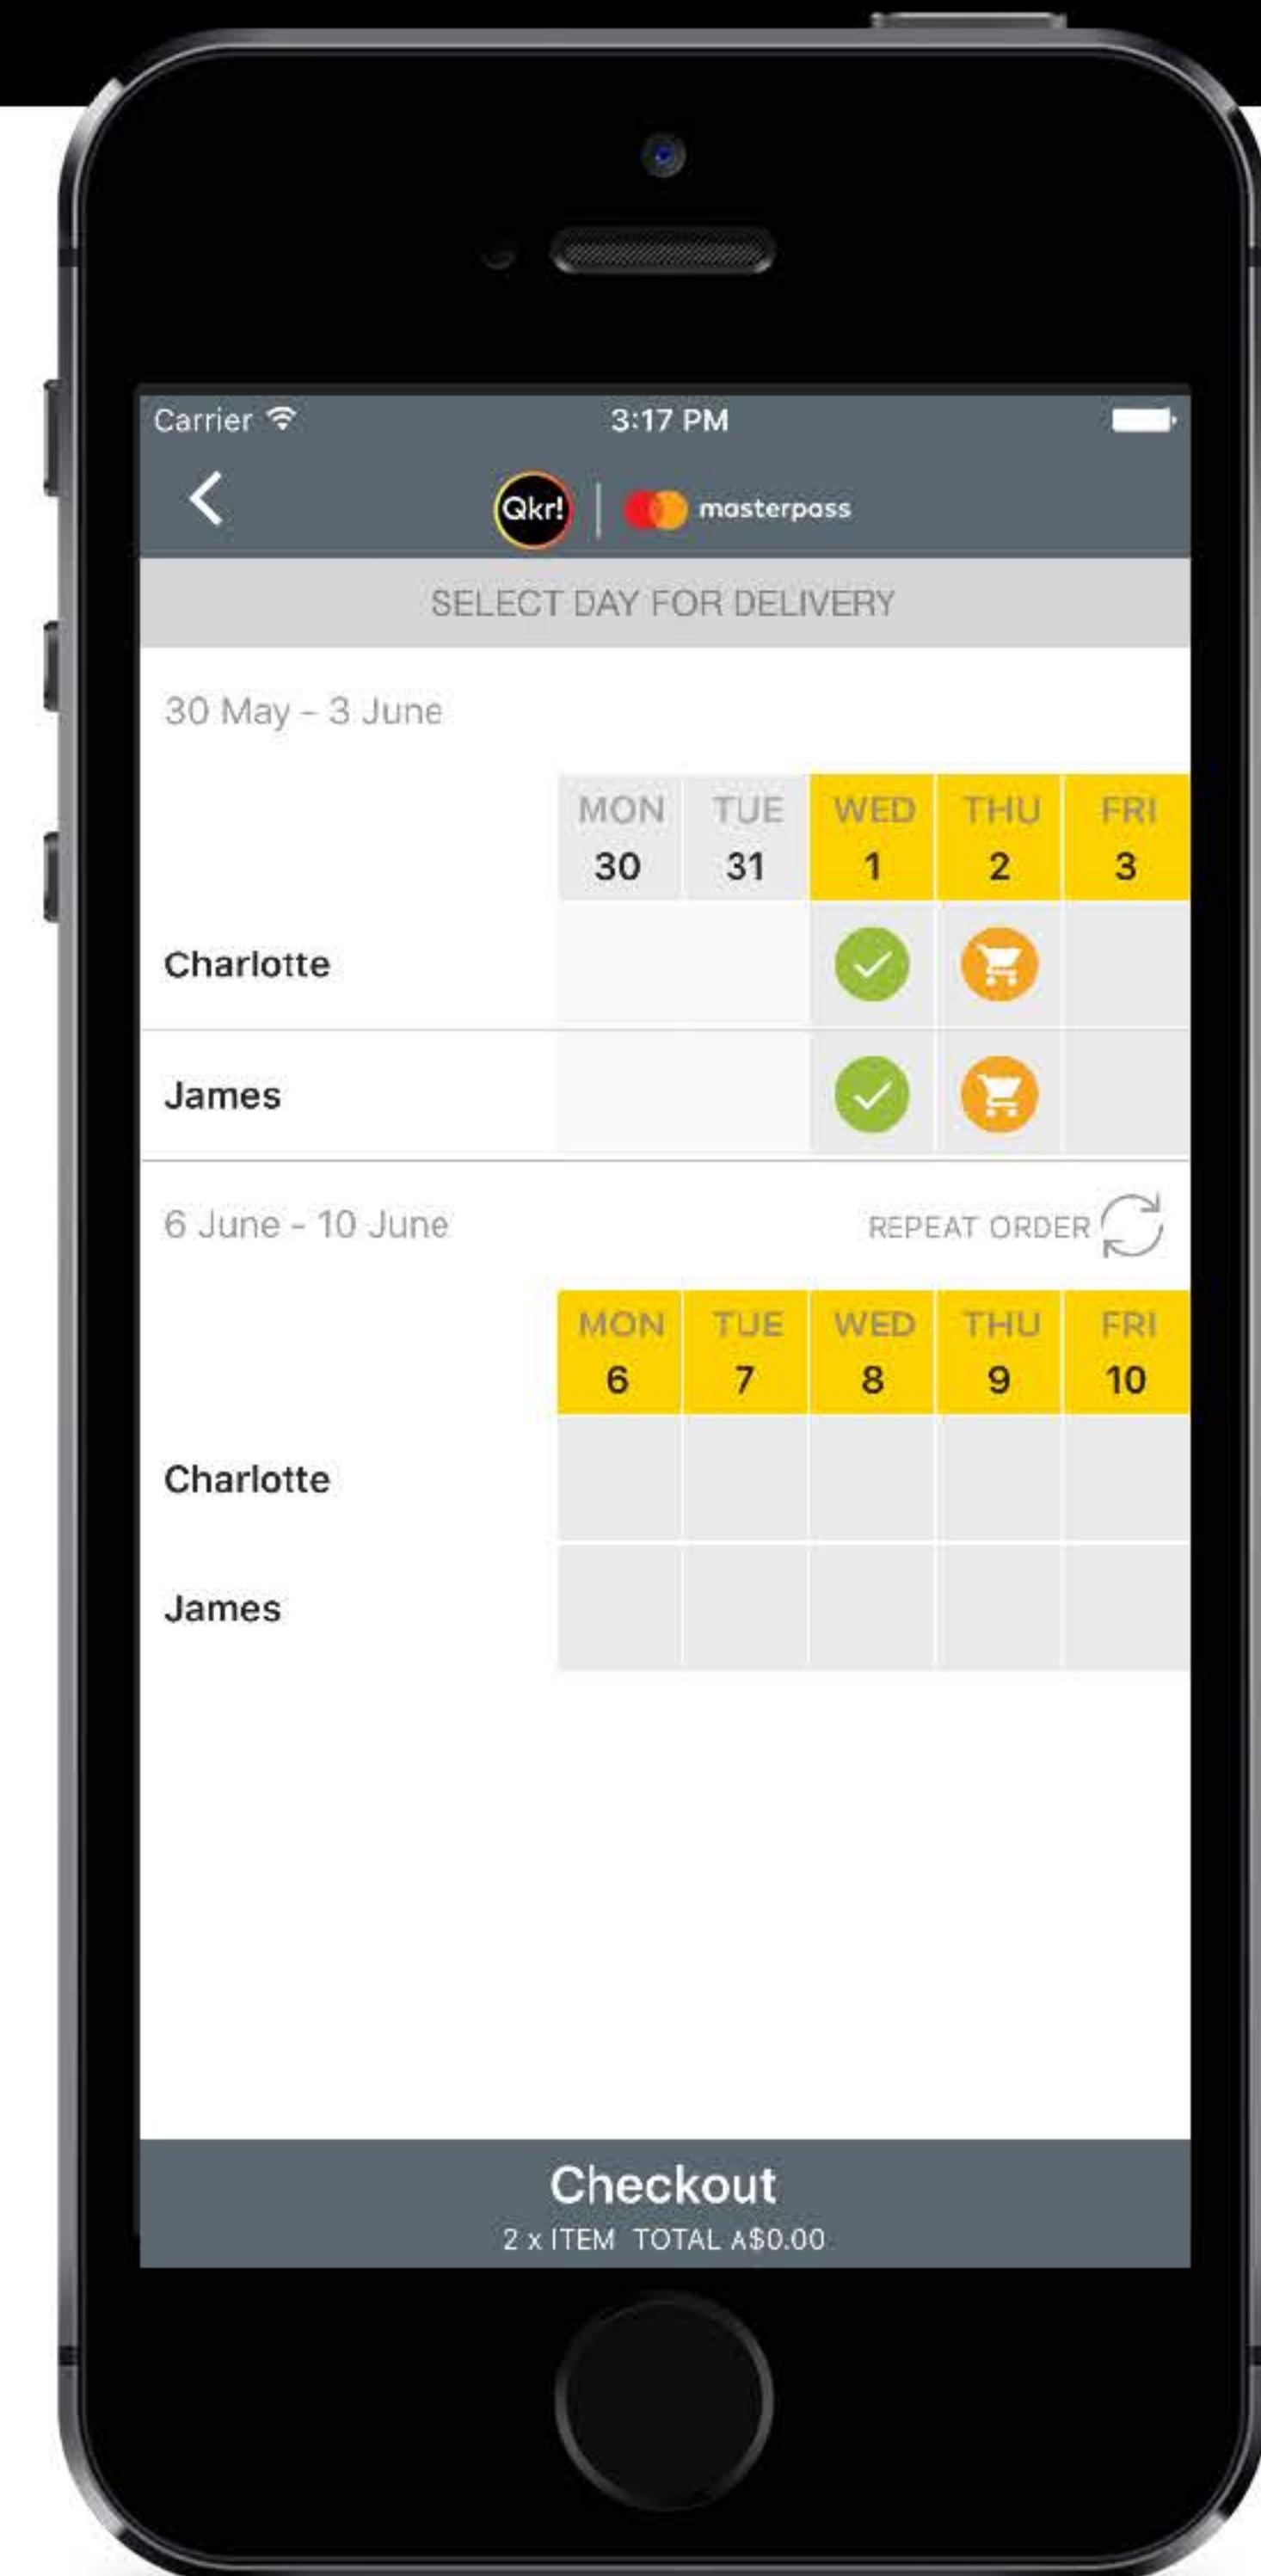 Carrier 3:17 PM
Qkr! masterpass
SELECT DAY FOR DELIVERY
30 May - 3 June
MON TUE WED THU FRI
30 31 1 2 3
Charlotte
James
6 June - 10 June REPEAT ORDER
MON TUE WED THU FRI
6 7 8 9 10
Charlotte
James
Checkout
2 x ITEM TOTAL A$0.00